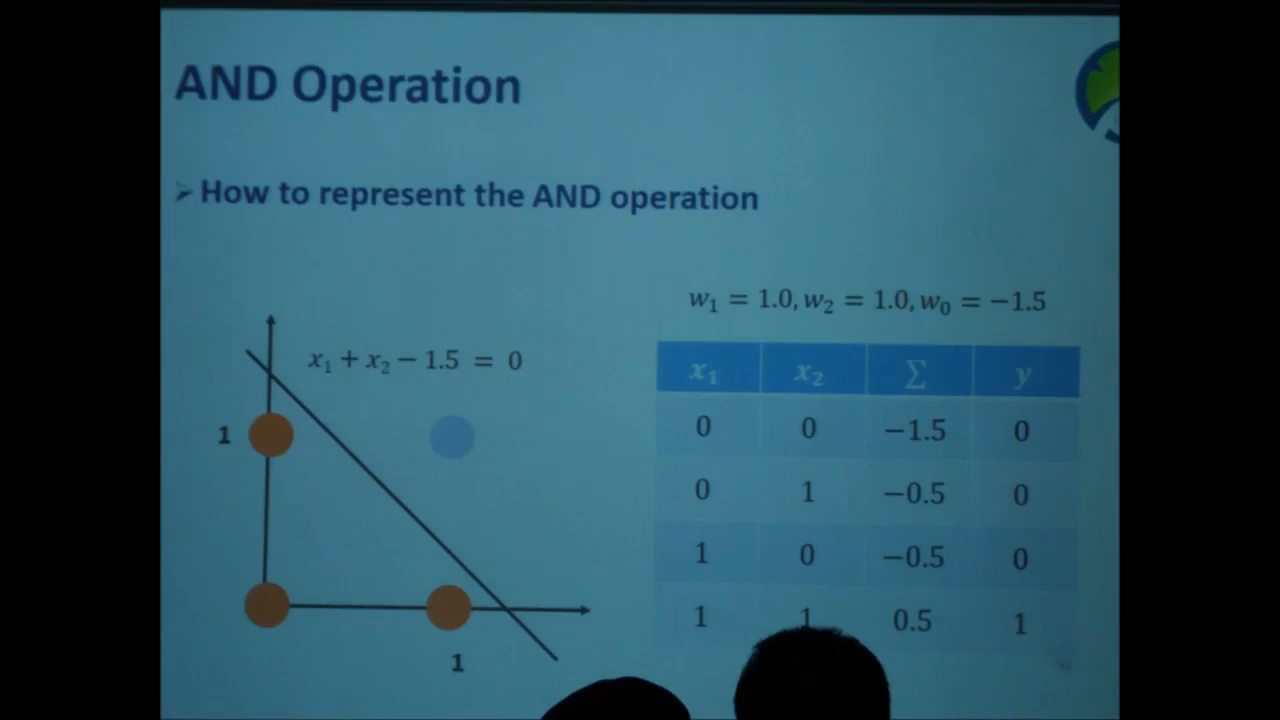 AND Operation
➢ How to represent the AND operation
w₁ = 1.0, w₂ = 1.0, w₀ = −1.5
x₁ + x₂ − 1.5 = 0
1
1
x₁ x₂ ∑ y
0 0 −1.5 0
0 1 −0.5 0
1 0 −0.5 0
1 1 0.5 1